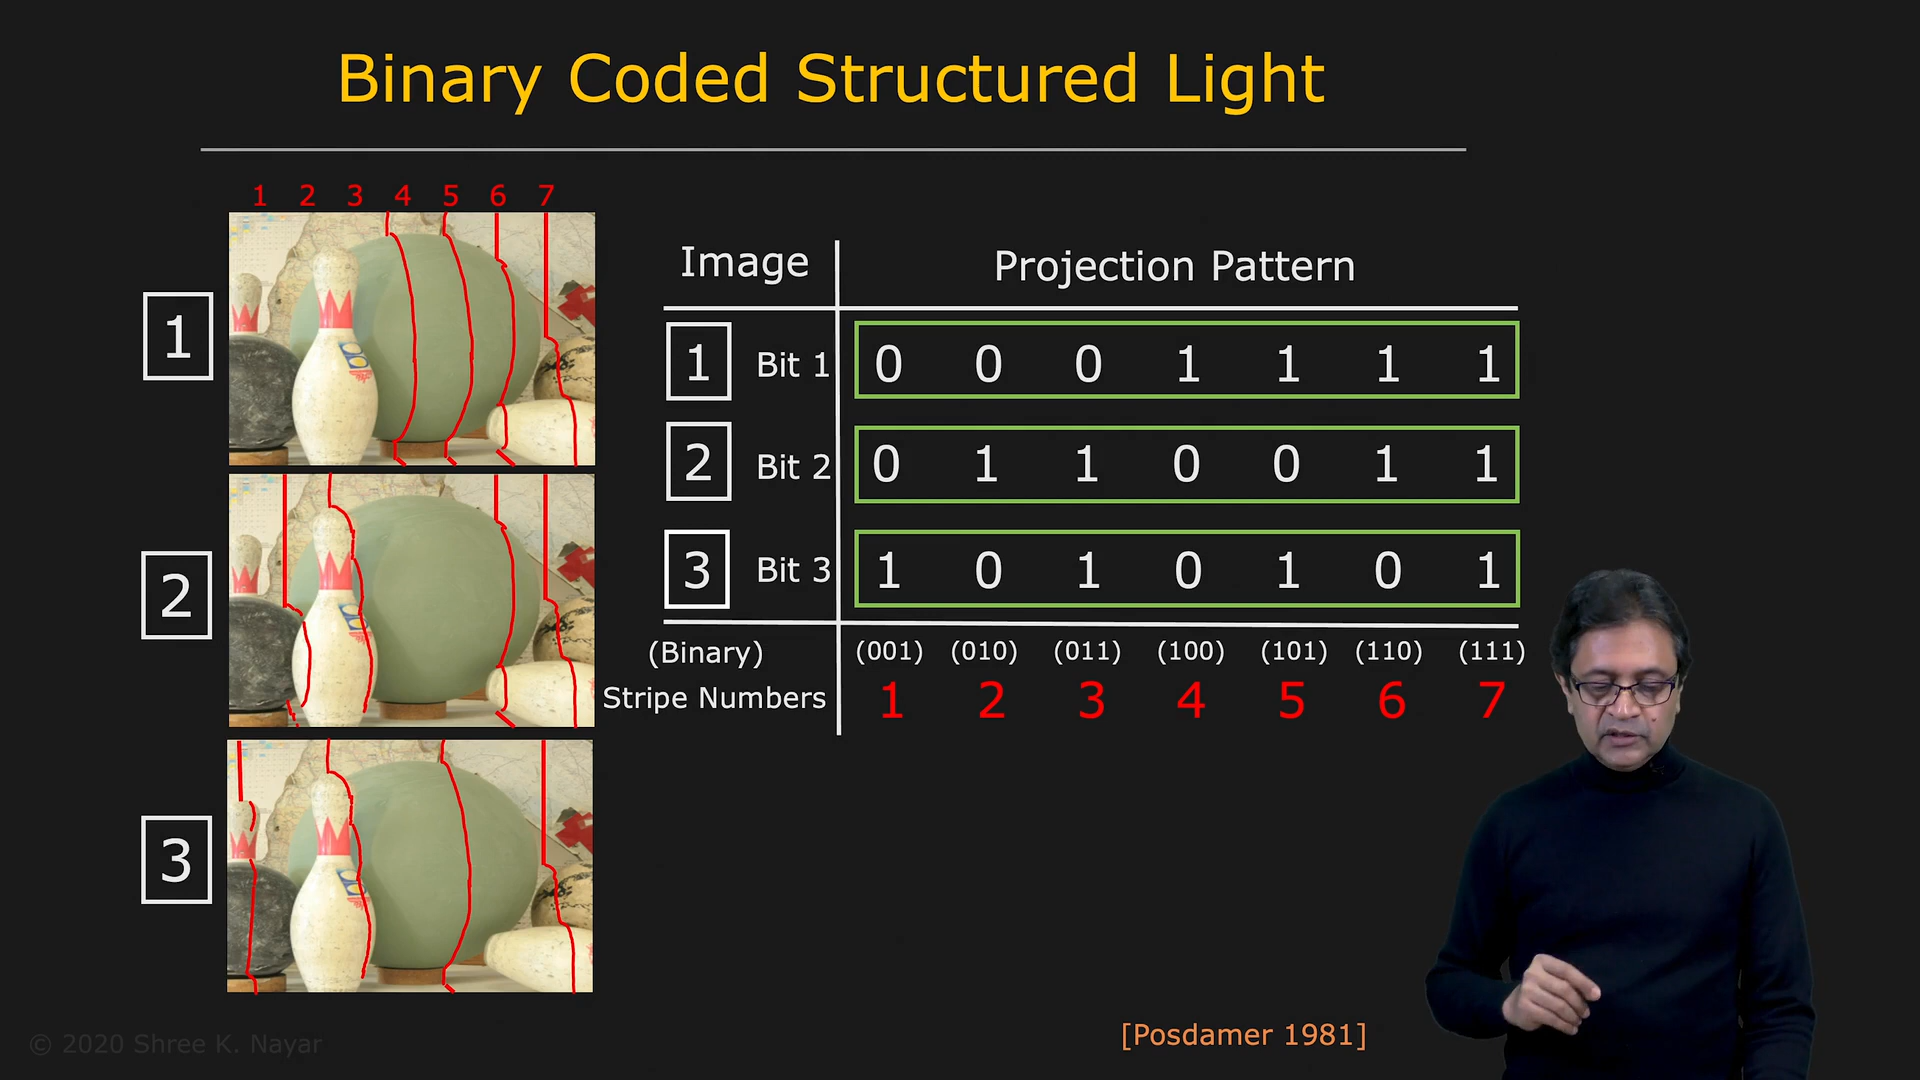 Binary Coded Structured Light
1 2 3 4 5 6 7
1
2
3
Image Projection Pattern
1 Bit 1 0 0 0 1 1 1 1
2 Bit 2 0 1 1 0 0 1 1
3 Bit 3 1 0 1 0 1 0 1
(Binary) (001) (010) (011) (100) (101) (110) (111)
Stripe Numbers 1 2 3 4 5 6 7
[Posdamer 1981]
© 2020 Shree K. Nayar